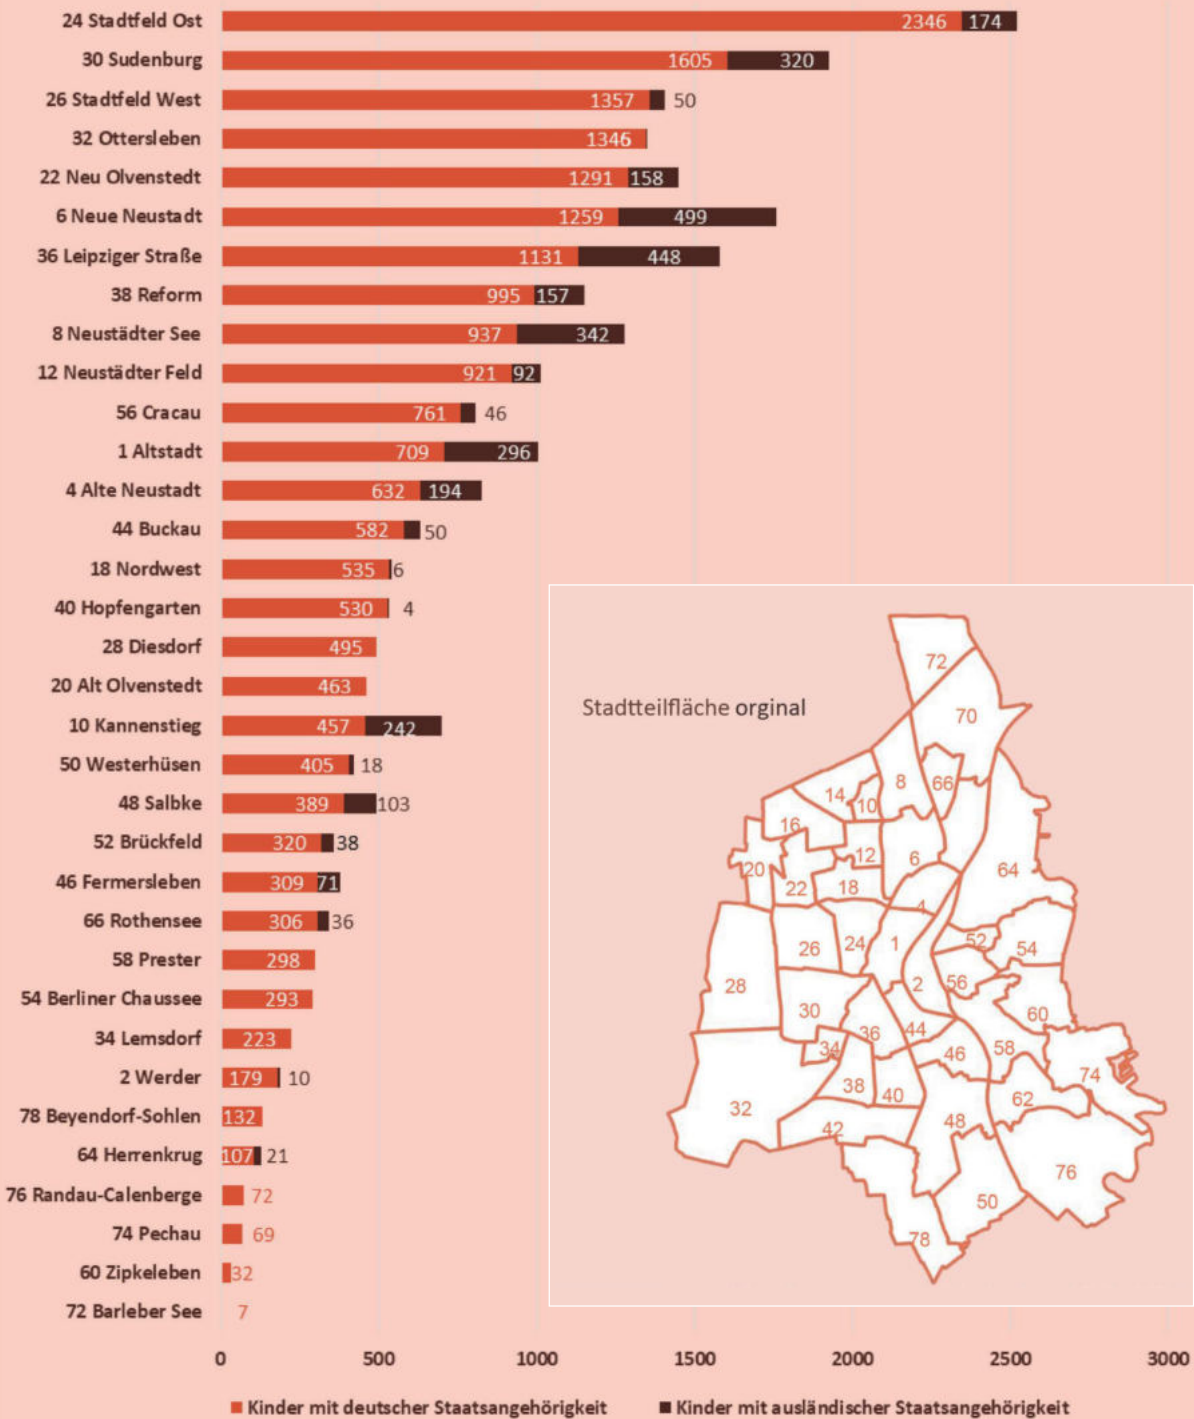 24 Stadtfeld Ost 2346 174
30 Sudenburg 1605 320
26 Stadtfeld West 1357 50
32 Ottersleben 1346
22 Neu Olvenstedt 1291 158
6 Neue Neustadt 1259 499
36 Leipziger Straße 1131 448
38 Reform 995 157
8 Neustädter See 937 342
12 Neustädter Feld 921 92
56 Cracau 761 46
1 Altstadt 709 296
4 Alte Neustadt 632 194
44 Buckau 582 50
18 Nordwest 535 6
40 Hopfengarten 530 4
28 Diesdorf 495
20 Alt Olvenstedt 463
10 Kannenstieg 457 242
50 Westerhüsen 405 18
48 Salbke 389 103
52 Brückfeld 320 38
46 Fermersleben 309 71
66 Rothensee 306 36
58 Prester 298
54 Berliner Chaussee 293
34 Lemsdorf 223
2 Werder 179 10
78 Beyendorf-Sohlen 132
64 Herrenkrug 107 21
76 Randau-Calenberge 72
74 Pechau 69
60 Zipkeleben 32
72 Barleber See 7
0 500 1000 1500 2000 2500 3000
Kinder mit deutscher Staatsangehörigkeit Kinder mit ausländischer Staatsangehörigkeit
Stadtteilfläche orginal
72
70
8 66
14 10
16
12 6
20 64
22 18
4
26 24 1 52 54
28 2 56
30 60
36 44
34 46 58
38 40 74
32 62
42 48
76
50
78